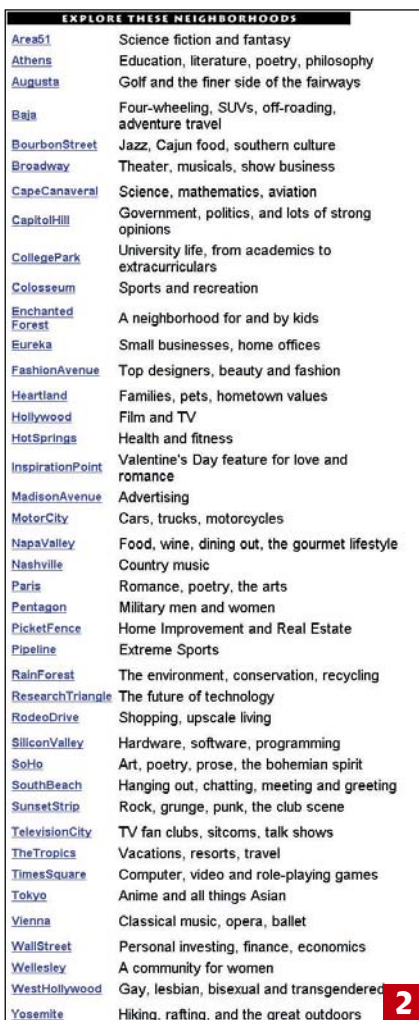 EXPLORE THESE NEIGHBORHOODS
Area51 Science fiction and fantasy
Athens Education, literature, poetry, philosophy
Augusta Golf and the finer side of the fairways
Baja Four-wheeling, SUVs, off-roading,
adventure travel
BourbonStreet Jazz, Cajun food, southern culture
Broadway Theater, musicals, show business
CapeCanaveral Science, mathematics, aviation
CapitolHill Government, politics, and lots of strong
opinions
CollegePark University life, from academics to
extracurriculars
Colosseum Sports and recreation
Enchanted
Forest A neighborhood for and by kids
Eureka Small businesses, home offices
FashionAvenue Top designers, beauty and fashion
Heartland Families, pets, hometown values
Hollywood Film and TV
HotSprings Health and fitness
InspirationPoint Valentine's Day feature for love and
romance
MadisonAvenue Advertising
MotorCity Cars, trucks, motorcycles
NapaValley Food, wine, dining out, the gourmet lifestyle
Nashville Country music
Paris Romance, poetry, the arts
Pentagon Military men and women
PicketFence Home Improvement and Real Estate
Pipeline Extreme Sports
RainForest The environment, conservation, recycling
ResearchTriangle The future of technology
RodeoDrive Shopping, upscale living
SiliconValley Hardware, software, programming
SoHo Art, poetry, prose, the bohemian spirit
SouthBeach Hanging out, chatting, meeting and greeting
SunsetStrip Rock, grunge, punk, the club scene
TelevisionCity TV fan clubs, sitcoms, talk shows
TheTropics Vacations, resorts, travel
TimesSquare Computer, video and role-playing games
Tokyo Anime and all things Asian
Vienna Classical music, opera, ballet
WallStreet Personal investing, finance, economics
Wellesley A community for women
WestHollywood Gay, lesbian, bisexual and transgendered
Yosemite Hiking, rafting, and the great outdoors
2